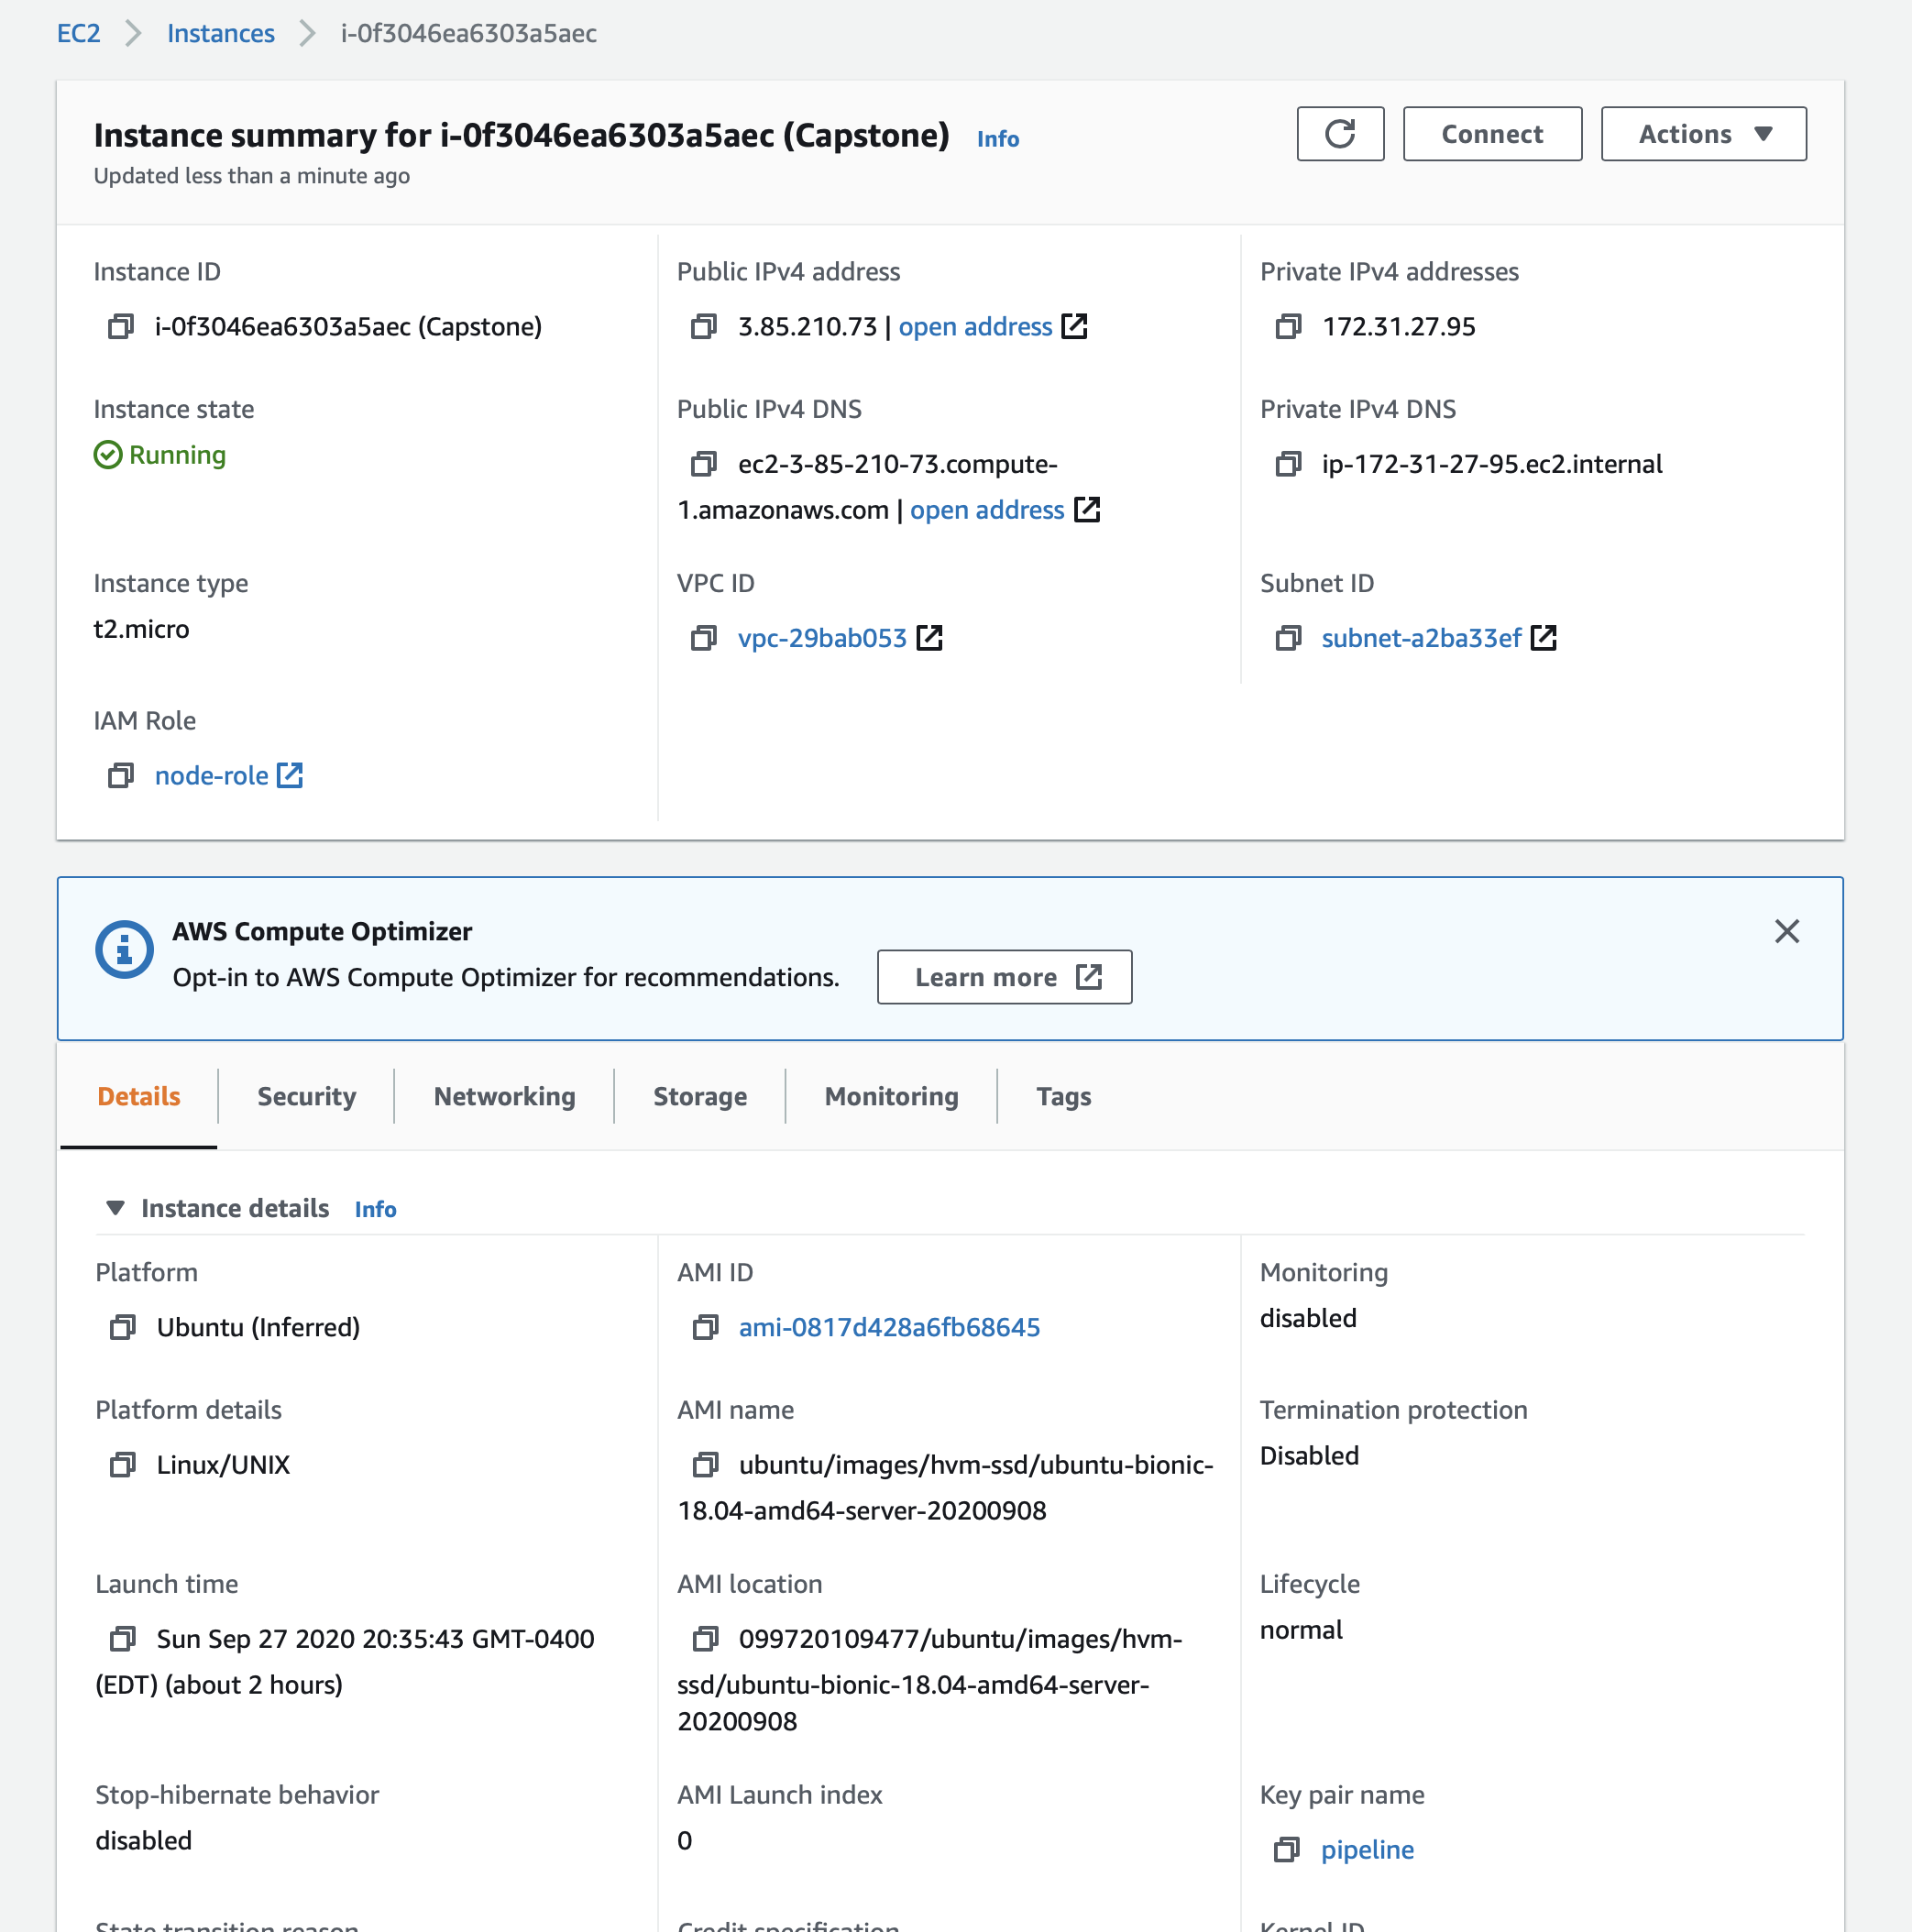 EC2 > Instances > i-0f3046ea6303a5aec
Instance summary for i-0f3046ea6303a5aec (Capstone) Info
Updated less than a minute ago
Connect
Actions
Instance ID
i-0f3046ea6303a5aec (Capstone)
Public IPv4 address
3.85.210.73 | open address
Private IPv4 addresses
172.31.27.95
Instance state
Running
Public IPv4 DNS
ec2-3-85-210-73.compute-
1.amazonaws.com | open address
Private IPv4 DNS
ip-172-31-27-95.ec2.internal
Instance type
t2.micro
VPC ID
vpc-29bab053
Subnet ID
subnet-a2ba33ef
IAM Role
node-role
AWS Compute Optimizer
Opt-in to AWS Compute Optimizer for recommendations.
Learn more
Details
Security
Networking
Storage
Monitoring
Tags
Instance details Info
Platform
Ubuntu (Inferred)
AMI ID
ami-0817d428a6fb68645
Monitoring
disabled
Platform details
Linux/UNIX
AMI name
ubuntu/images/hvm-ssd/ubuntu-bionic-
18.04-amd64-server-20200908
Termination protection
Disabled
Launch time
Sun Sep 27 2020 20:35:43 GMT-0400
(EDT) (about 2 hours)
AMI location
099720109477/ubuntu/images/hvm-
ssd/ubuntu-bionic-18.04-amd64-server-
20200908
Lifecycle
normal
Stop-hibernate behavior
disabled
AMI Launch index
0
Key pair name
pipeline
State transition reason
Credit specification
Kernel ID